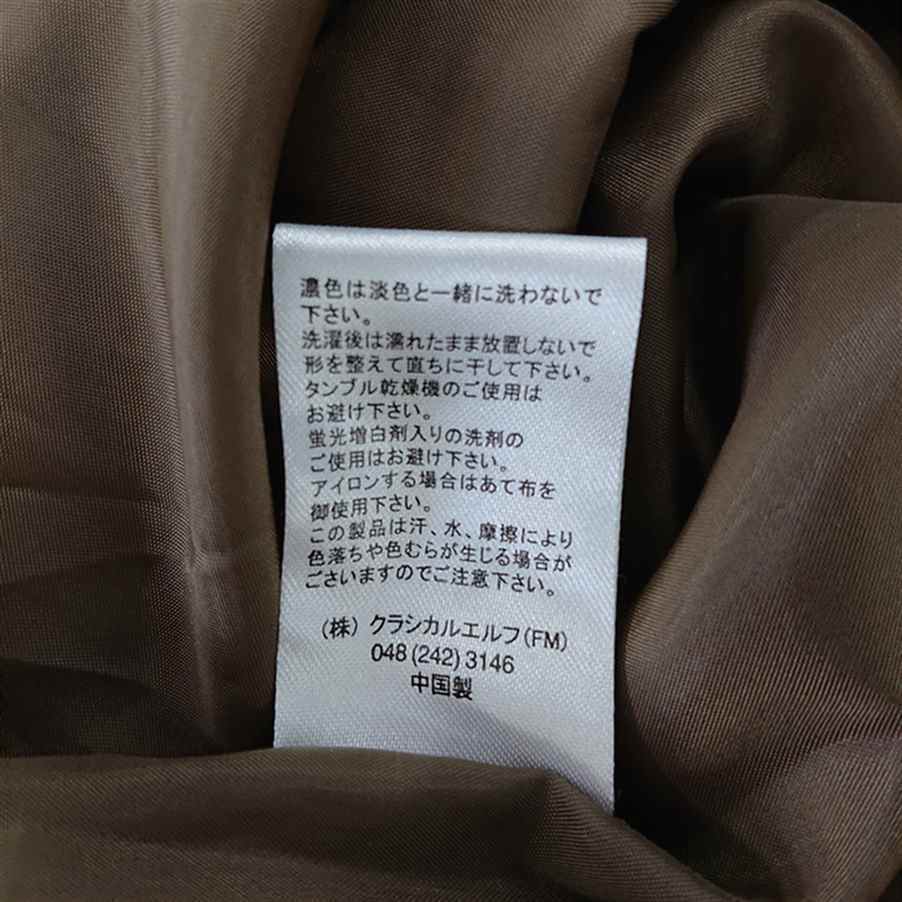 濃色は淡色と一緒に洗わないで
下さい。
洗濯後は濡れたまま放置しないで
形を整えて直ちに干して下さい。
タンブル乾燥機のご使用は
お避け下さい。
蛍光増白剤入りの洗剤の
ご使用はお避け下さい。
アイロンする場合はあて布を
御使用下さい。
この製品は汗、水、摩擦により
色落ちや色むらが生じる場合が
ございますのでご注意下さい。
(株)クラシカルエルフ(FM)
048(242)3146
中国製